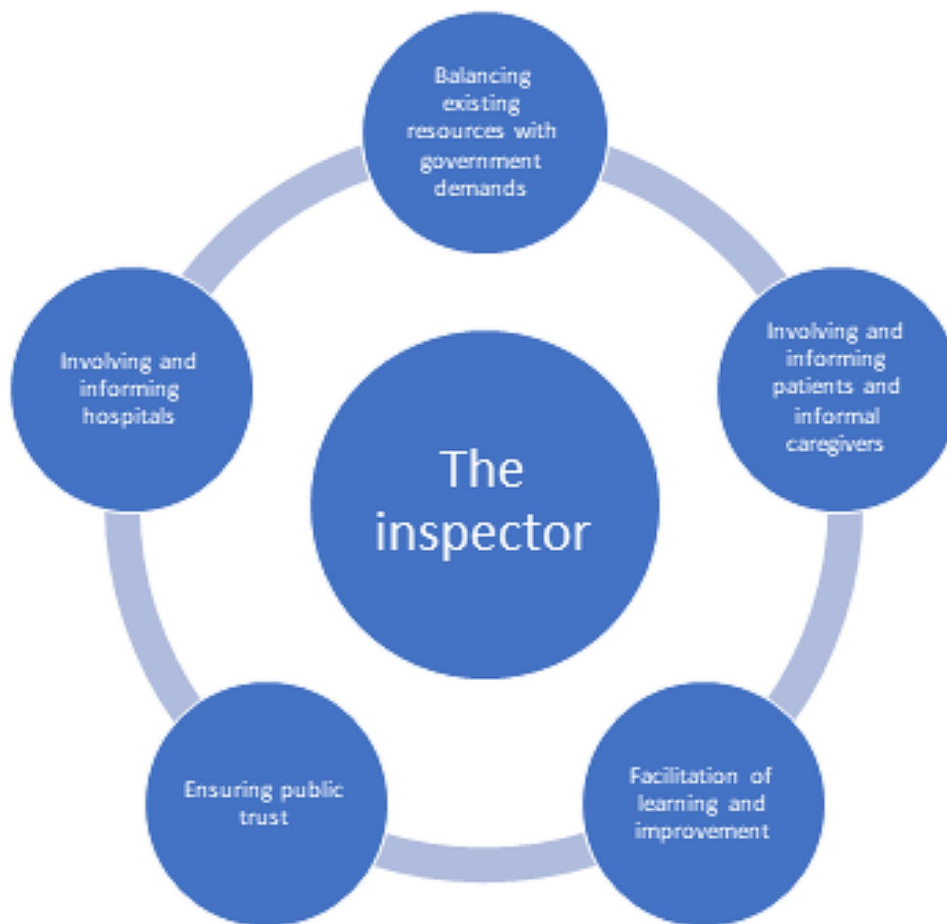 Balancing
existing
resources with
government
demands
Involving and
informing
patients and
informal
caregivers
Facilitation of
learning and
improvement
Ensuring public
trust
Involving and
informing
hospitals
The
inspector